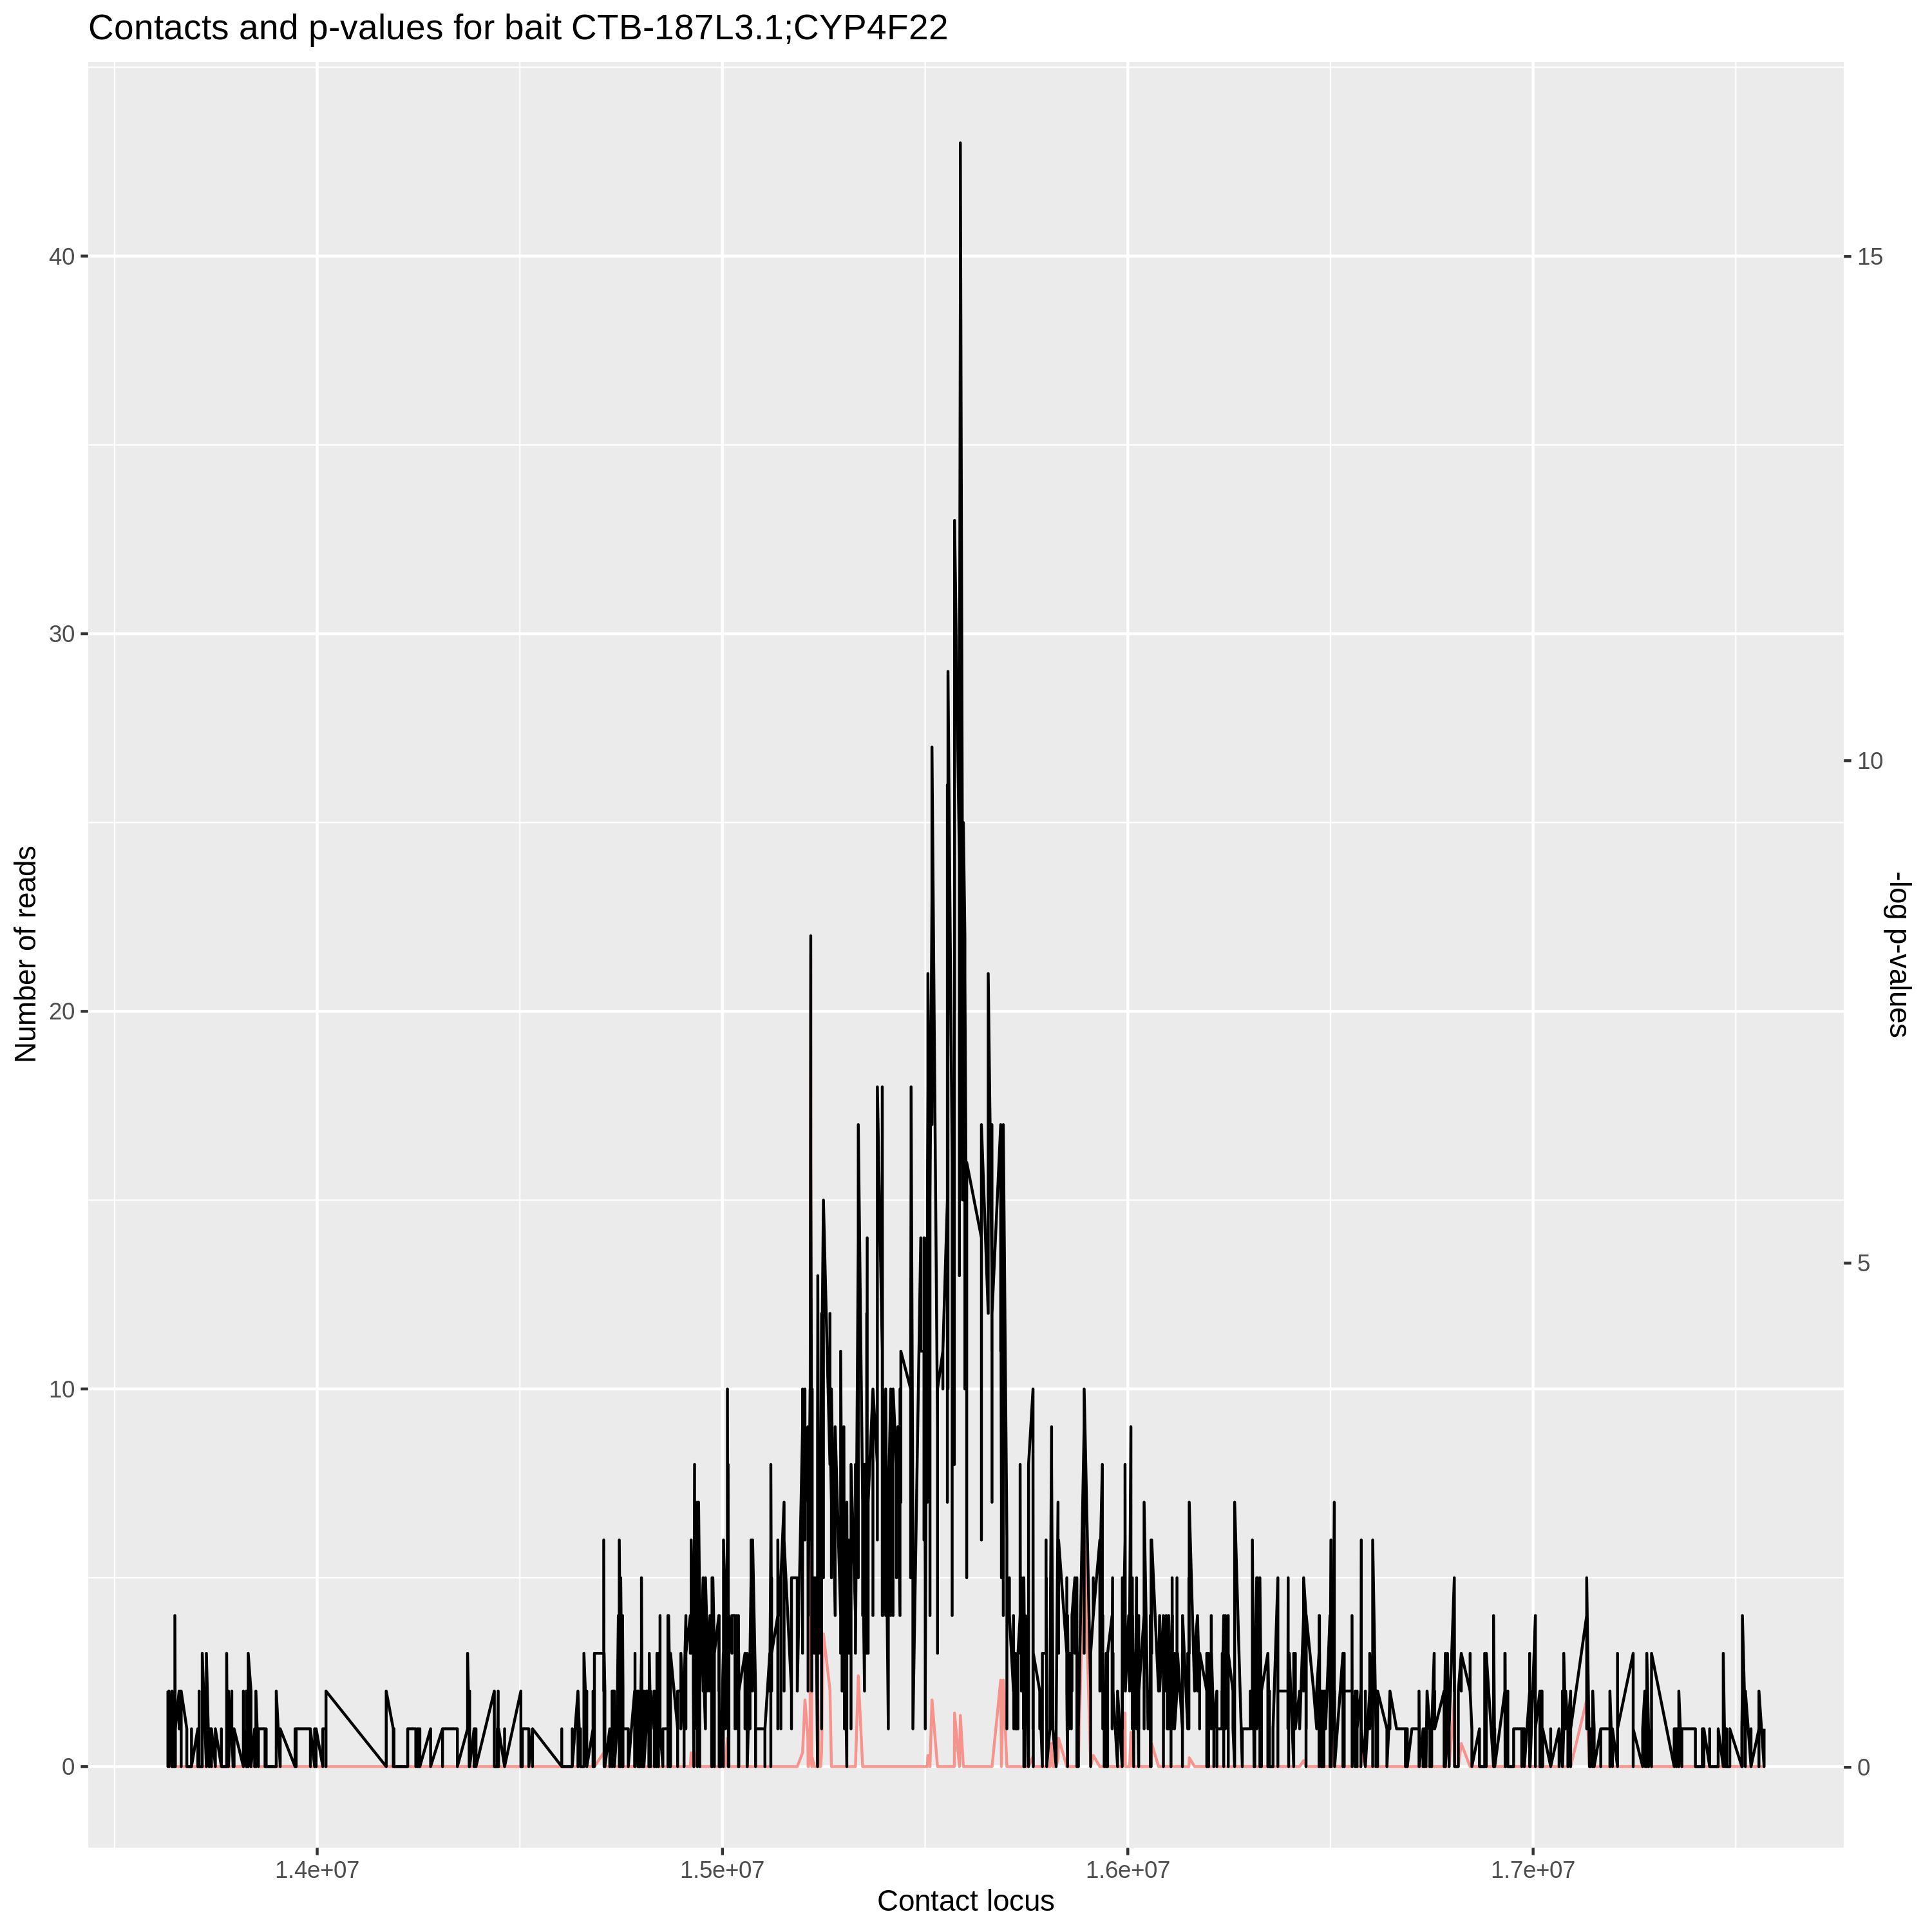 Contacts and p-values for bait CTB-187L3.1;CYP4F22
Number of reads
40
30
20
10
0
15
10
5
0
-log p-values
1.4e+07 1.5e+07 1.6e+07 1.7e+07
Contact locus